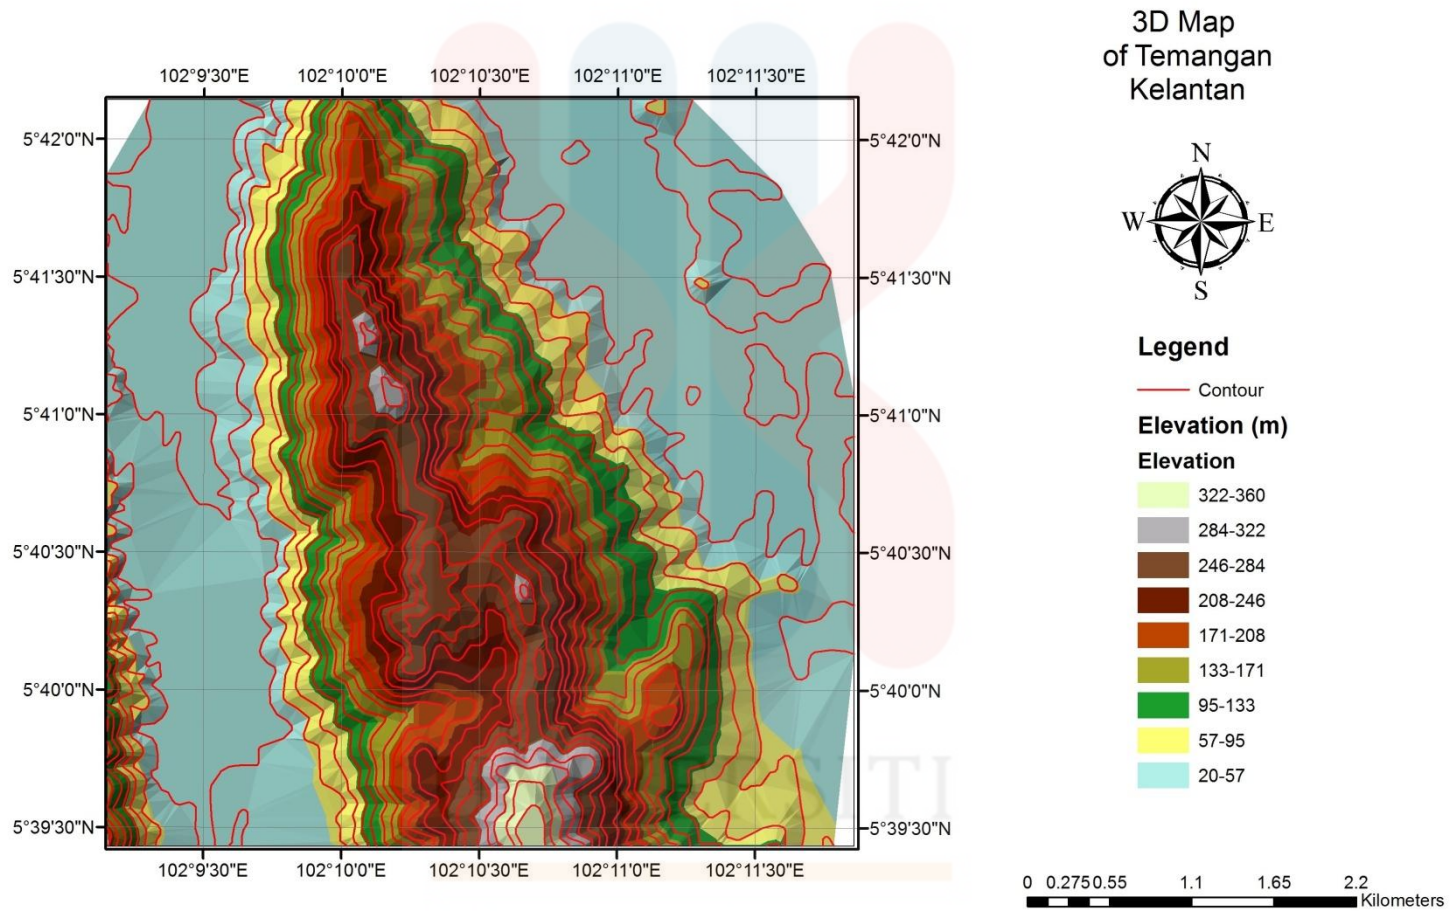 3D Map
of Temangan
Kelantan
102°9'30"E 102°10'0"E 102°10'30"E 102°11'0"E 102°11'30"E
5°42'0"N 5°42'0"N
5°41'30"N 5°41'30"N
5°41'0"N 5°41'0"N
5°40'30"N 5°40'30"N
5°40'0"N 5°40'0"N
5°39'30"N 5°39'30"N
102°9'30"E 102°10'0"E 102°10'30"E 102°11'0"E 102°11'30"E
N
W E
S
Legend
Contour
Elevation (m)
Elevation
322-360
284-322
246-284
208-246
171-208
133-171
95-133
57-95
20-57
0 0.275 0.55 1.1 1.65 2.2
Kilometers